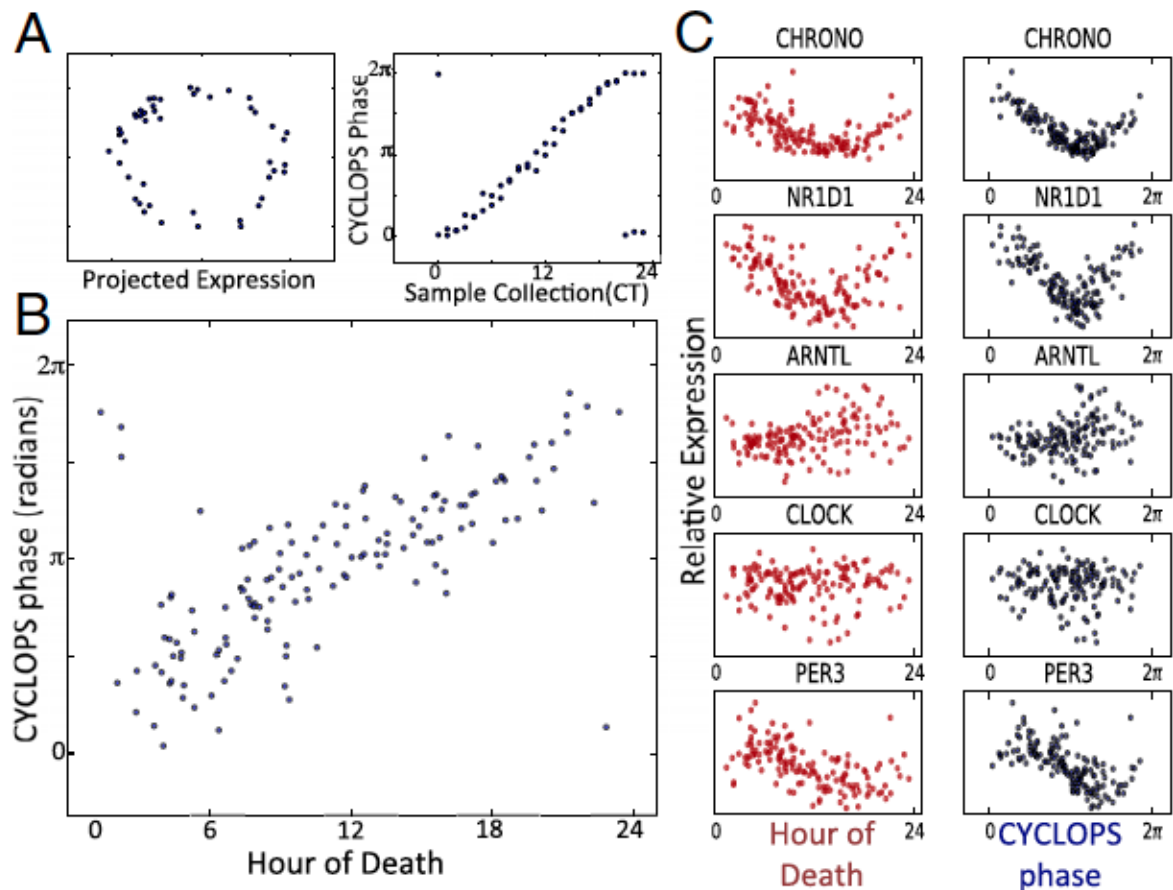 A
Projected Expression
CYCLOPS Phase
2π
π
0
0 12 24
Sample Collection(CT)
B
CYCLOPS phase (radians)
2π
π
0
0 6 12 18 24
Hour of Death
C
Relative Expression
CHRONO CHRONO
0 24 0 2π
NR1D1 NR1D1
0 24 0 2π
ARNTL ARNTL
0 24 0 2π
CLOCK CLOCK
0 24 0 2π
PER3 PER3
0 24 0 2π
Hour of CYCLOPS
Death phase